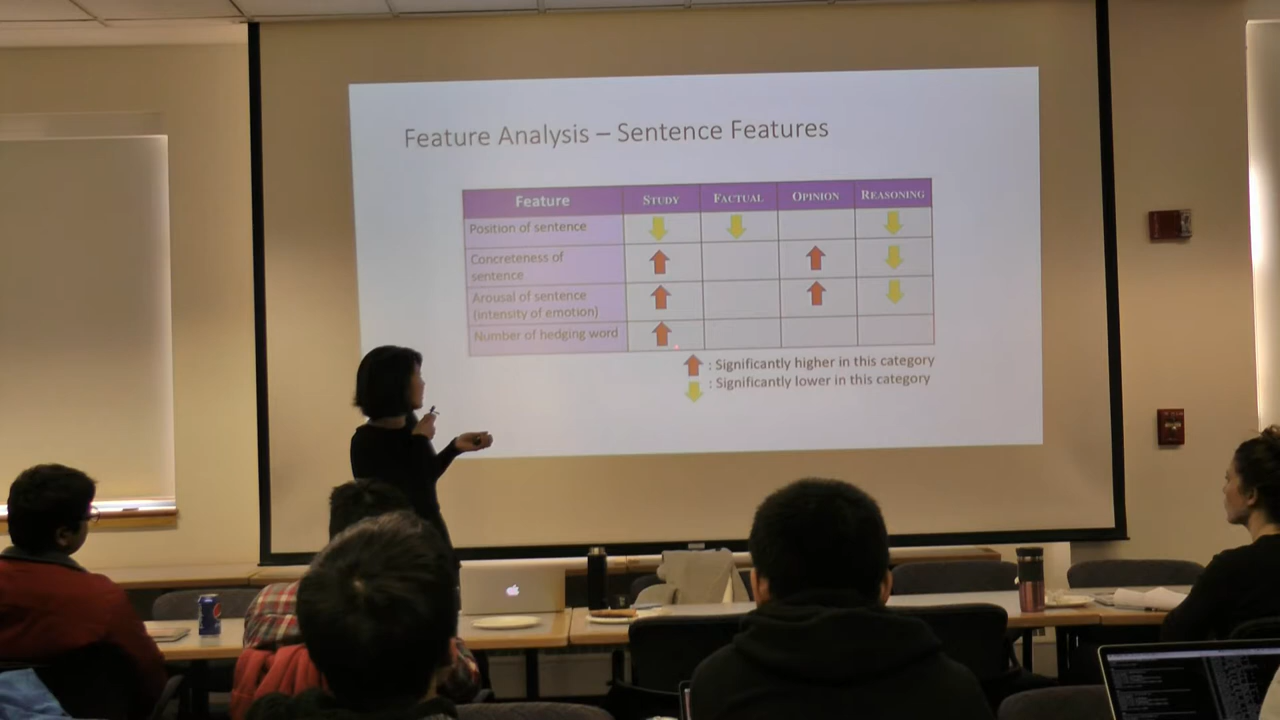 Feature Analysis – Sentence Features
Feature STUDY FACTUAL OPINION REASONING
Position of sentence
Concreteness of
sentence
Arousal of sentence
(intensity of emotion)
Number of hedging word
: Significantly higher in this category
: Significantly lower in this category